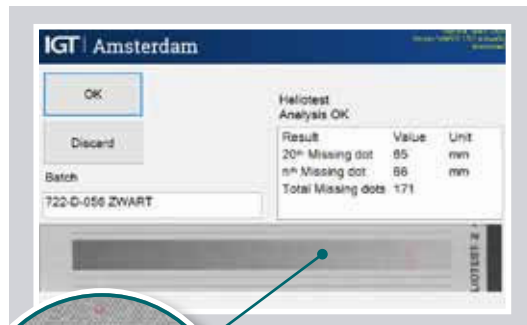 IGT Amsterdam
OK
Discard
Batch
722-D-056 ZWART
Heliotest
Analysis OK
Result Value Unit
20th Missing dot 65 mm
nth Missing dot 66 mm
Total Missing dots 171